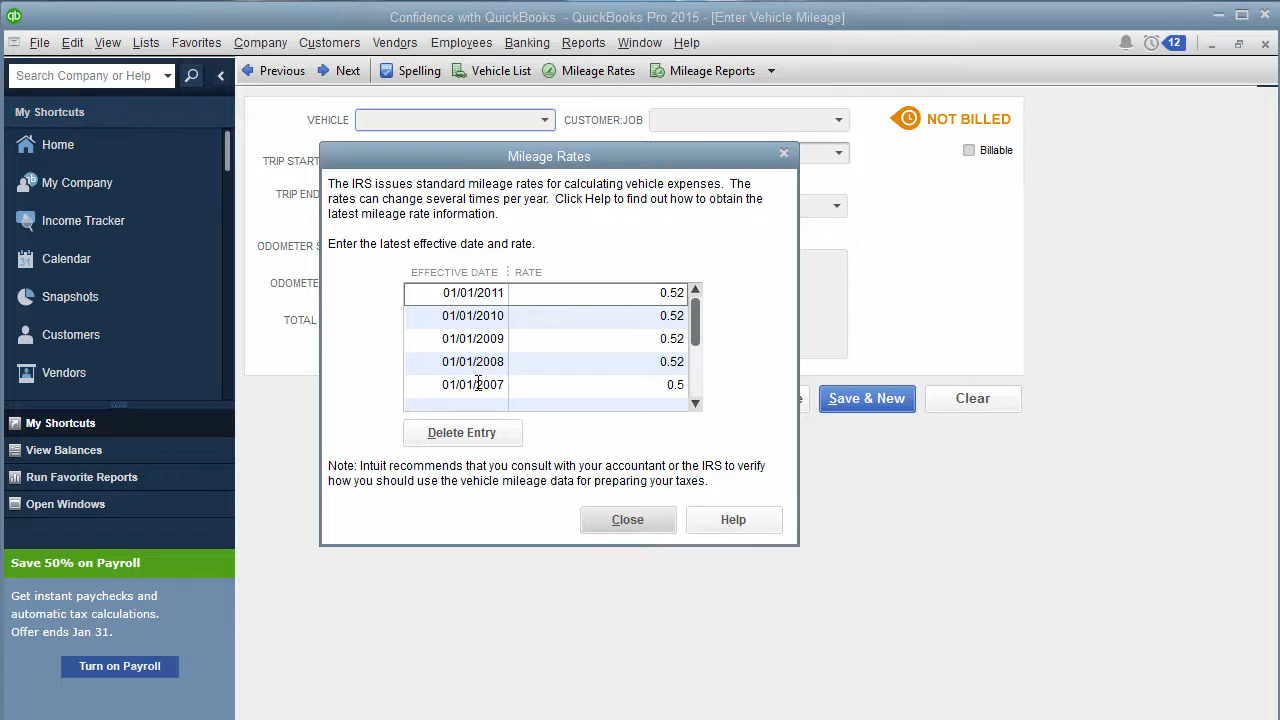 Confidence with QuickBooks - QuickBooks Pro 2015 - [Enter Vehicle Mileage]
File Edit View Lists Favorites Company Customers Vendors Employees Banking Reports Window Help
12
Search Company or Help
Previous Next Spelling Vehicle List Mileage Rates Mileage Reports
My Shortcuts
Home
My Company
Income Tracker
Calendar
31
Snapshots
Customers
Vendors
My Shortcuts
View Balances
Run Favorite Reports
Open Windows
Save 50% on Payroll
Get instant paychecks and
automatic tax calculations.
Offer ends Jan 31.
Turn on Payroll
VEHICLE CUSTOMER:JOB NOT BILLED
Billable
TRIP START
TRIP END
ODOMETER S
ODOMETE
TOTAL
Mileage Rates
The IRS issues standard mileage rates for calculating vehicle expenses. The
rates can change several times per year. Click Help to find out how to obtain the
latest mileage rate information.
Enter the latest effective date and rate.
EFFECTIVE DATE RATE
01/01/2011 0.52
01/01/2010 0.52
01/01/2009 0.52
01/01/2008 0.52
01/01/2007 0.5
Delete Entry
Note: Intuit recommends that you consult with your accountant or the IRS to verify
how you should use the vehicle mileage data for preparing your taxes.
Close Help
Save & New Clear